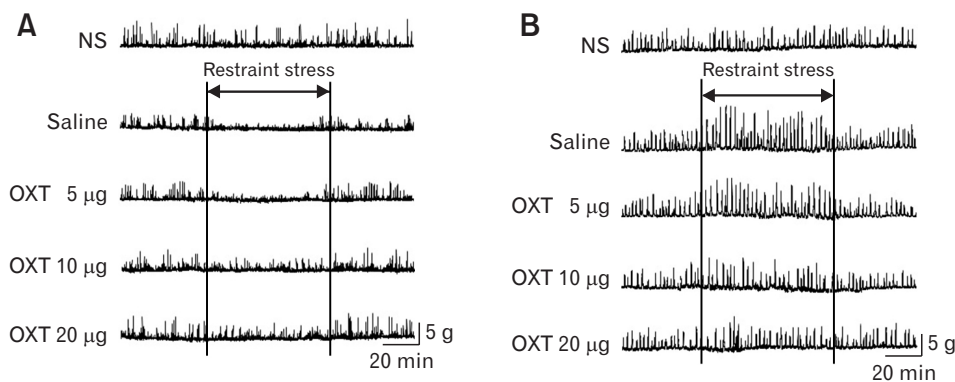 A
NS
Restraint stress
Saline
OXT 5 μg
OXT 10 μg
OXT 20 μg
5 g
20 min
B
NS
Restraint stress
Saline
OXT 5 μg
OXT 10 μg
OXT 20 μg
5 g
20 min